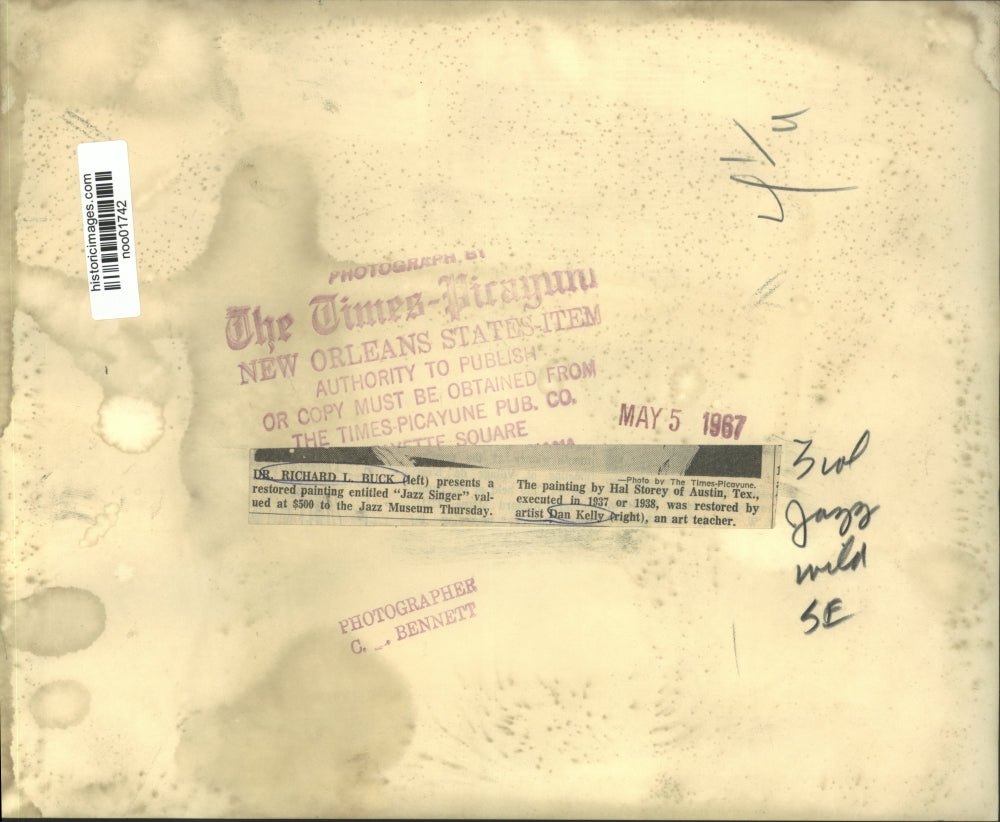 historicimages.com
noo01742
PHOTOGRAPH BY
The Times-Picayune
NEW ORLEANS STATES-ITEM
AUTHORITY TO PUBLISH
OR COPY MUST BE OBTAINED FROM
THE TIMES-PICAYUNE PUB. CO.
SQUARE
MAY 5 1967
DR. RICHARD L. BUCK (left) presents a
restored painting entitled “Jazz Singer” val-
ued at $500 to the Jazz Museum Thursday.
—Photo by The Times-Picayune.
The painting by Hal Storey of Austin, Tex.,
executed in 1937 or 1938, was restored by
artist Dan Kelly (right), an art teacher.
3 col
Jazz
wild
SE
PHOTOGRAPHER
C. BENNETT